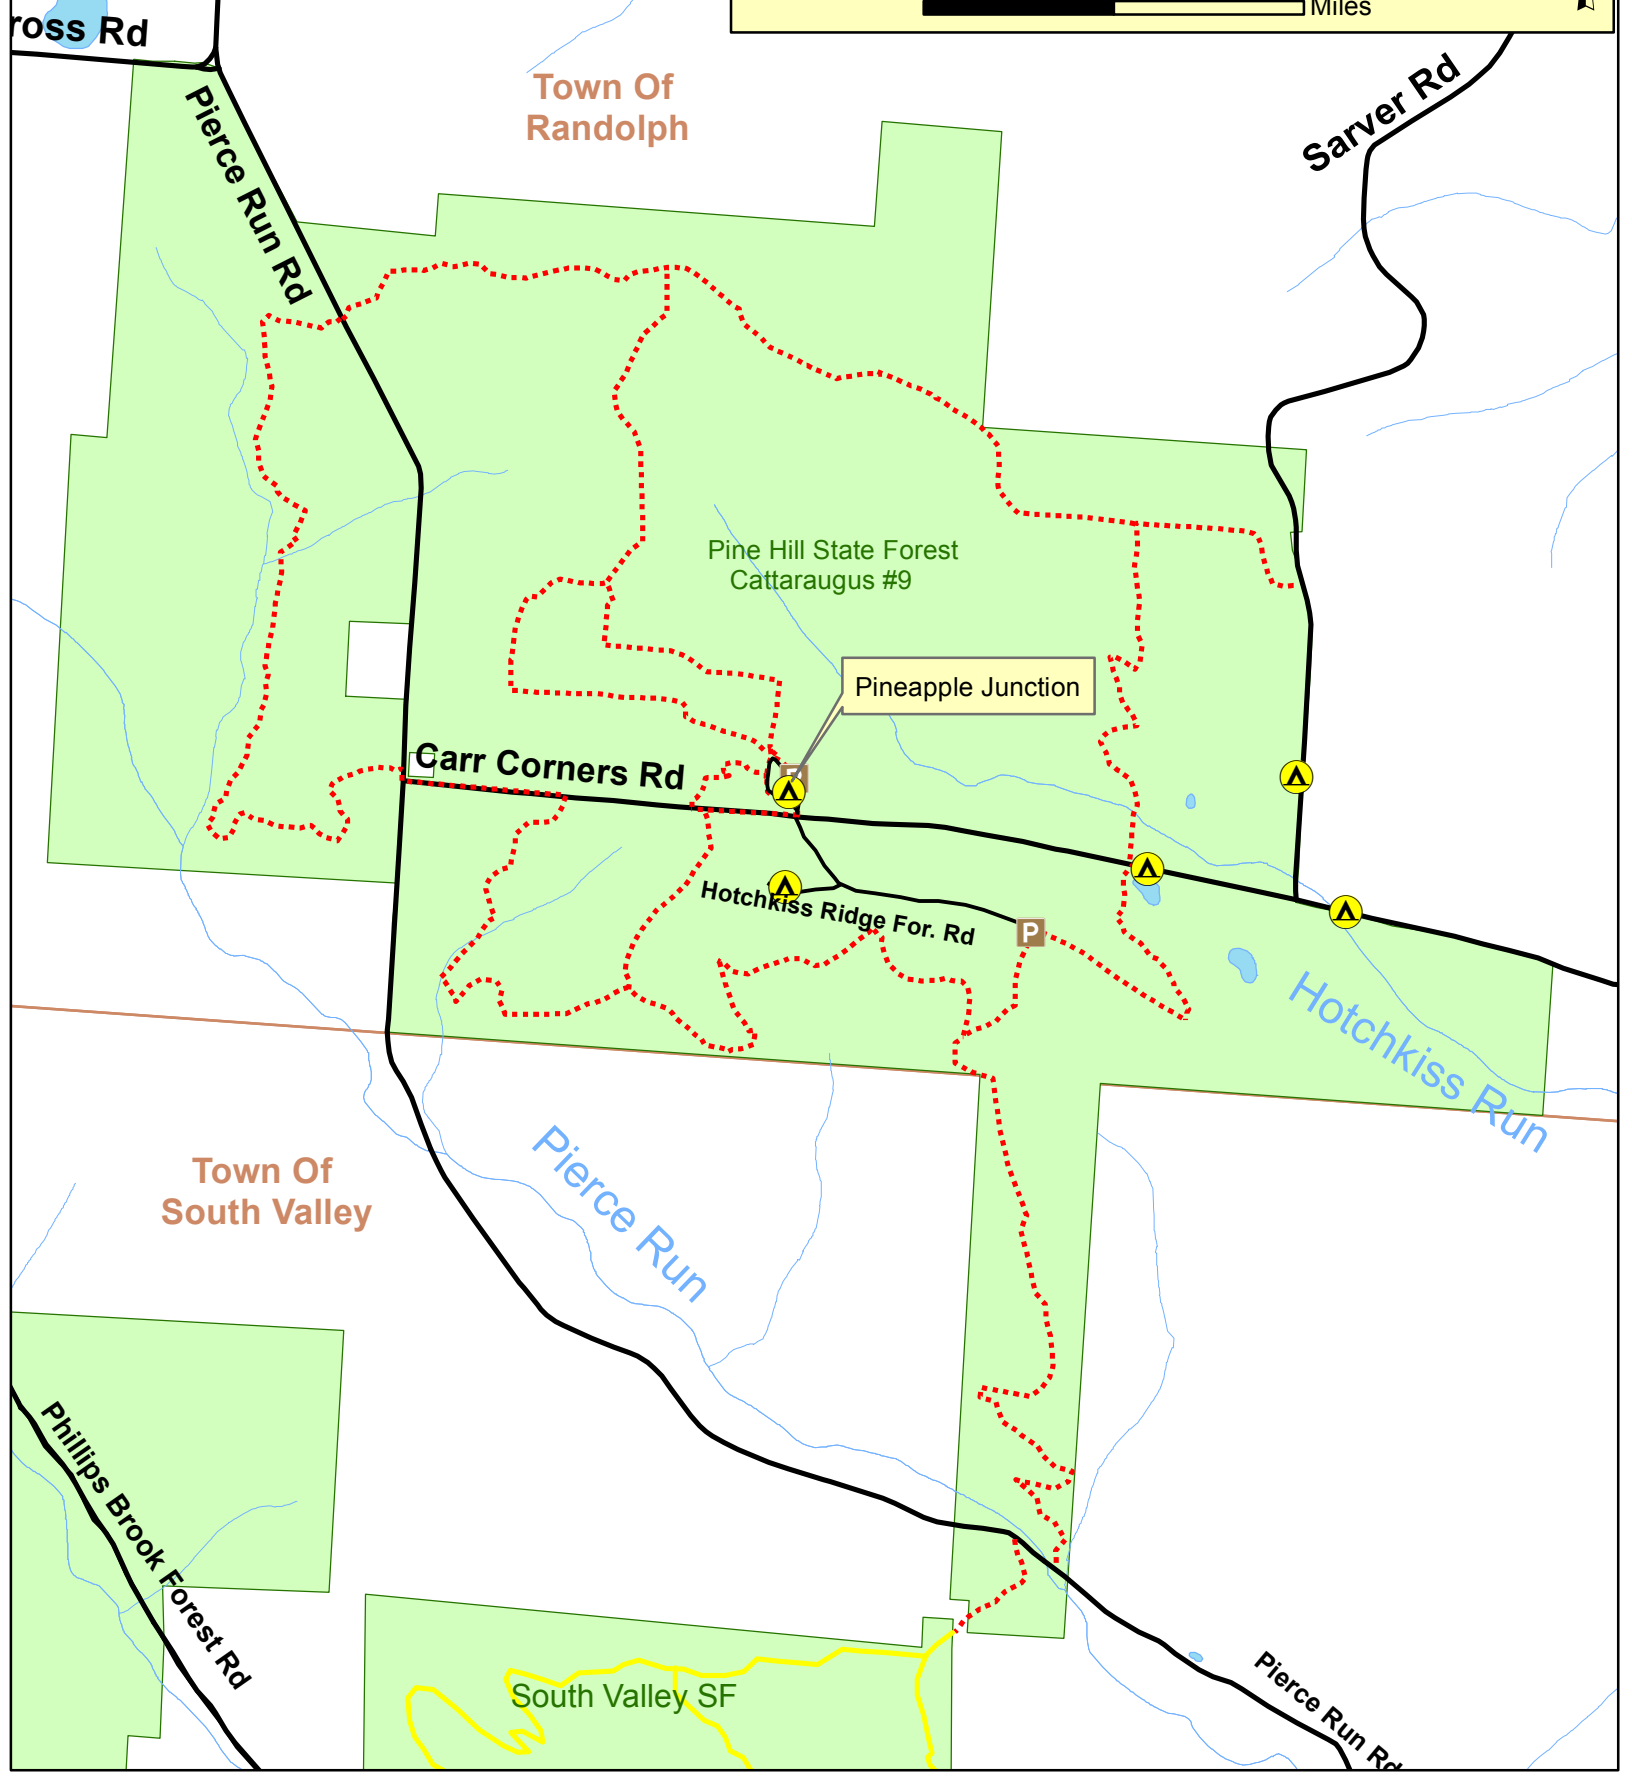 ross Rd
Miles
Town Of
Randolph
Sarver Rd
Pierce Run Rd
Pine Hill State Forest
Cattaraugus #9
Pineapple Junction
Carr Corners Rd
P
Hotchkiss Ridge For. Rd
P
Hotchkiss Run
Town Of
South Valley
Pierce Run
Phillips Brook Forest Rd
South Valley SF
Pierce Run Rd